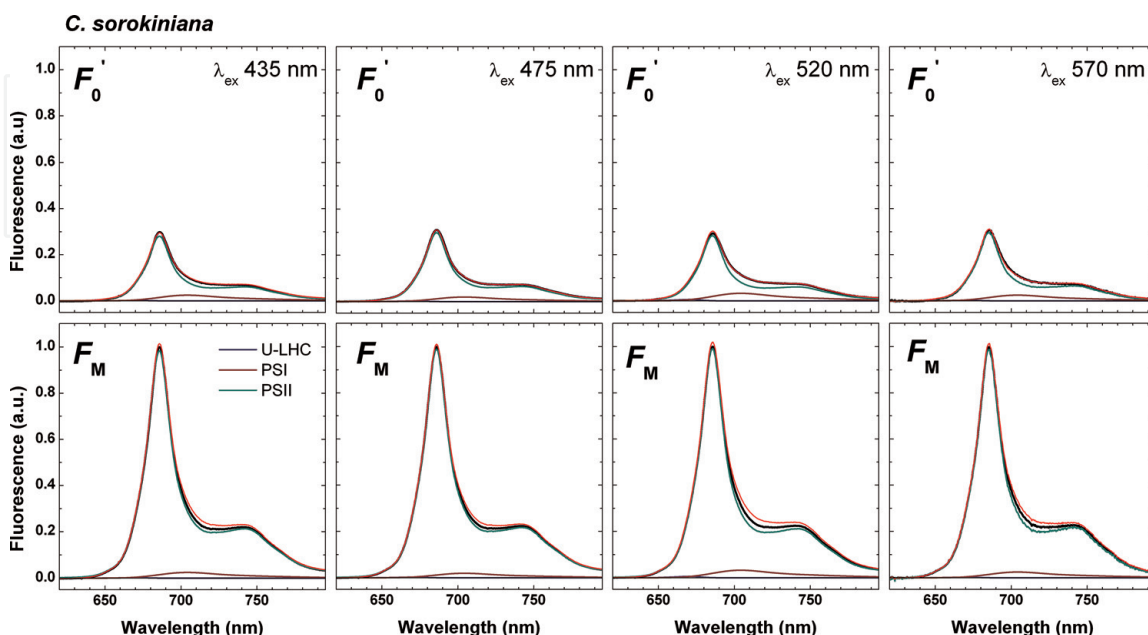 C. sorokiniana
F0' λex 435 nm
F0' λex 475 nm
F0' λex 520 nm
F0' λex 570 nm
Fluorescence (a.u)
1.0
0.8
0.6
0.4
0.2
0.0
FM
U-LHC
PSI
PSII
FM
FM
FM
Fluorescence (a.u.)
1.0
0.8
0.6
0.4
0.2
0.0
650 700 750
650 700 750
650 700 750
650 700 750
Wavelength (nm)
Wavelength (nm)
Wavelength (nm)
Wavelength (nm)